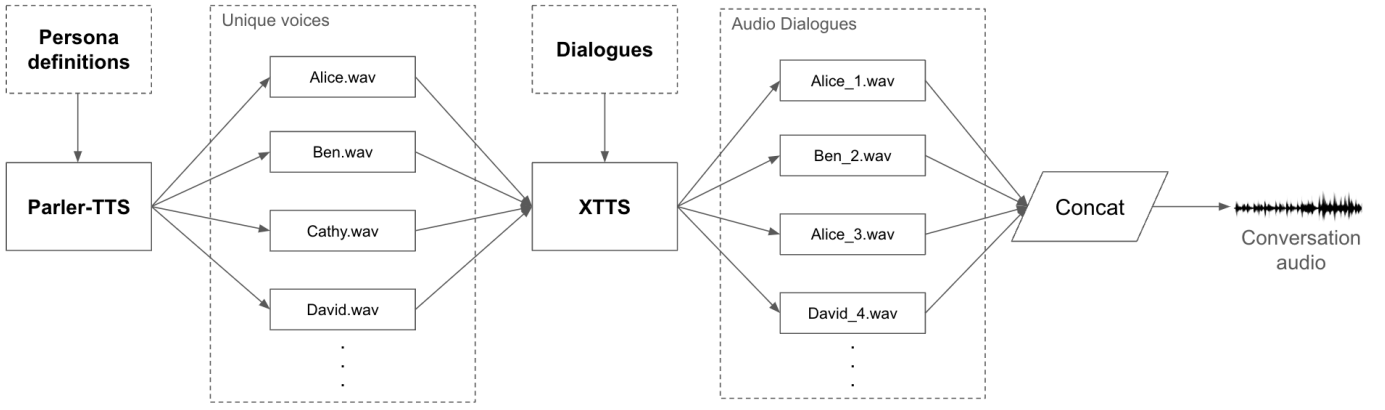 Persona
definitions
Parler-TTS
Unique voices
Alice.wav
Ben.wav
Cathy.wav
David.wav
Dialogues
XTTS
Audio Dialogues
Alice_1.wav
Ben_2.wav
Alice_3.wav
David_4.wav
Concat
Conversation
audio